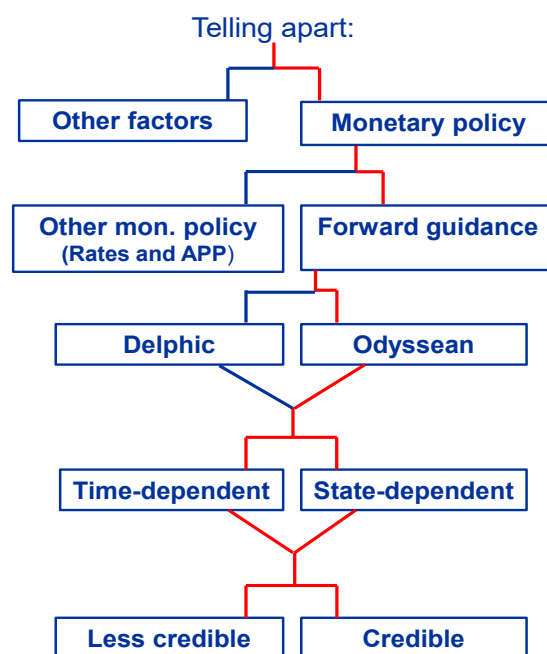 Telling apart:
Other factors
Monetary policy
Other mon. policy
(Rates and APP)
Forward guidance
Delphic
Odyssean
Time-dependent
State-dependent
Less credible
Credible